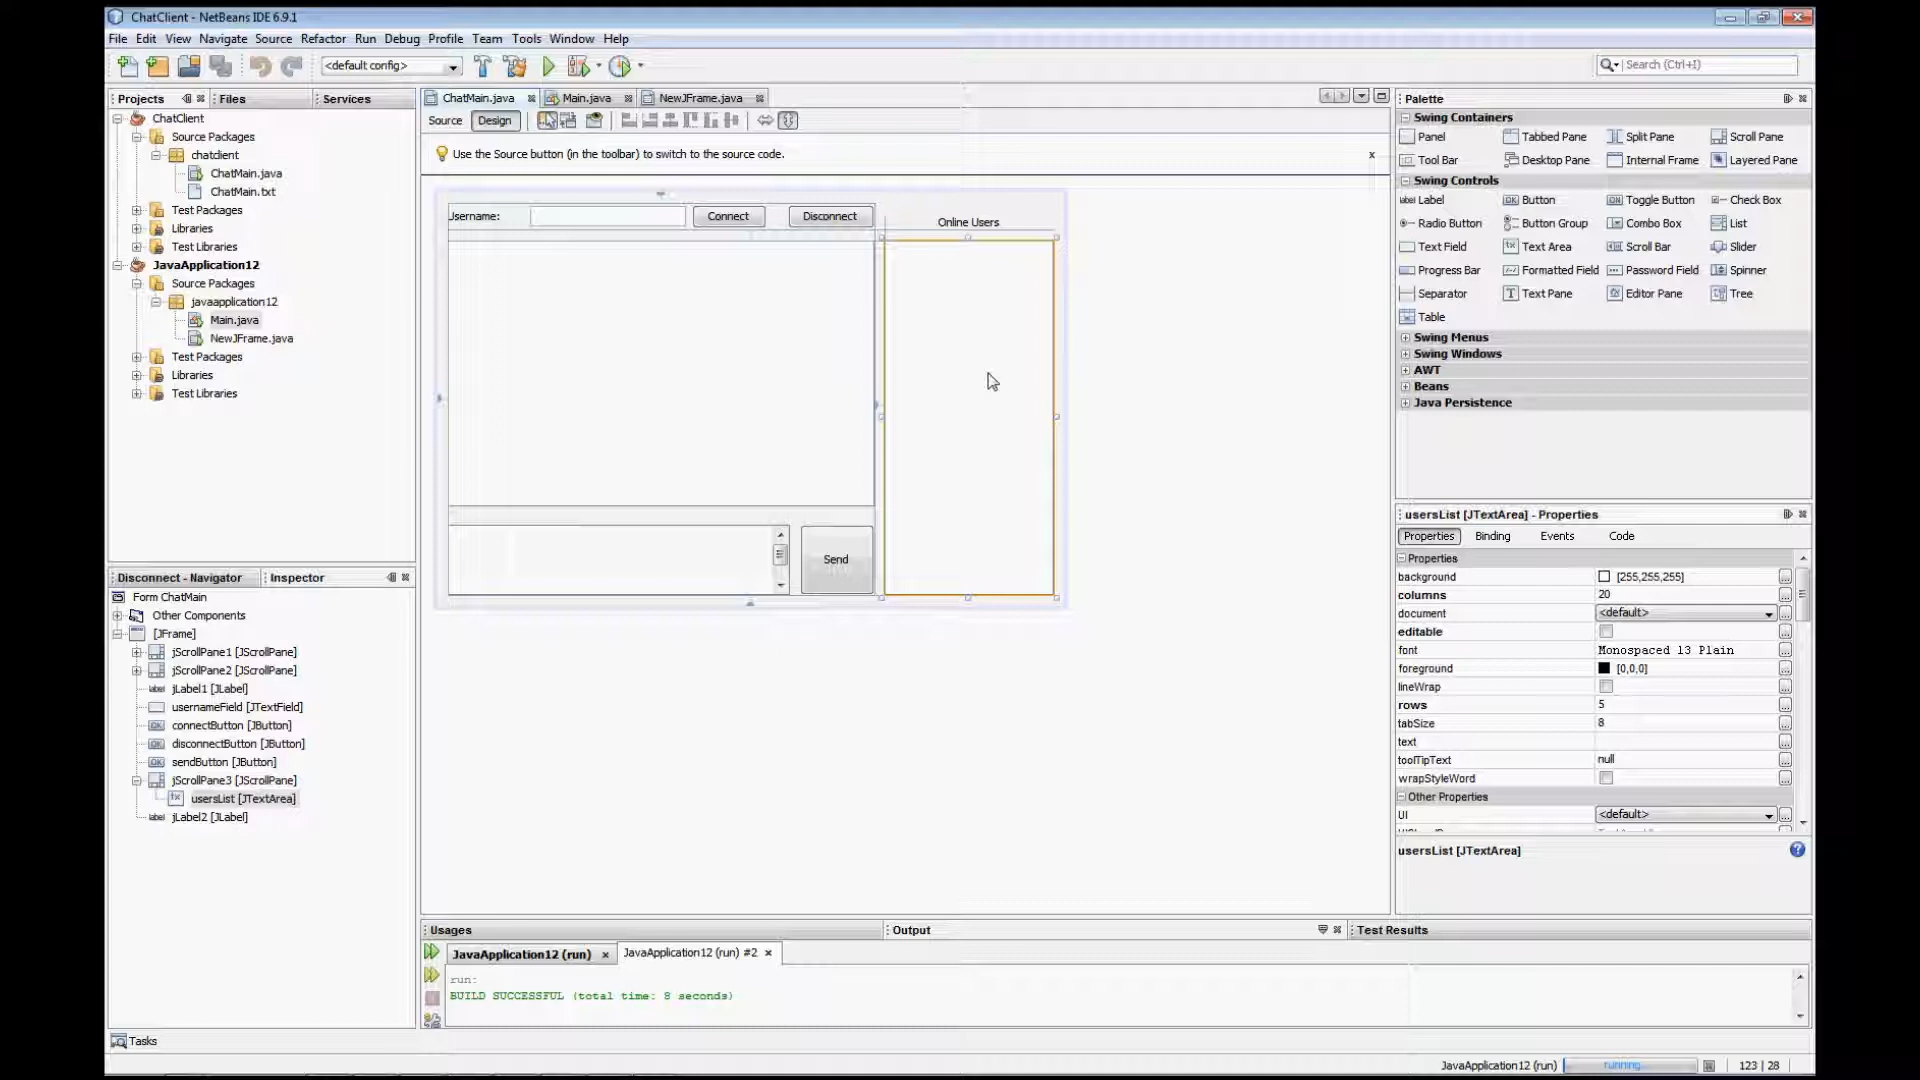 ChatClient - NetBeans IDE 6.9.1
File Edit View Navigate Source Refactor Run Debug Profile Team Tools Window Help
<default config>
Search (Ctrl+I)
Projects Files Services
ChatClient
Source Packages
chatclient
ChatMain.java
ChatMain.txt
Test Packages
Libraries
Test Libraries
JavaApplication12
Source Packages
javaapplication12
Main.java
NewJFrame.java
Test Packages
Libraries
Test Libraries
Disconnect - Navigator Inspector
Form ChatMain
Other Components
[JFrame]
jScrollPane1 [JScrollPane]
jScrollPane2 [JScrollPane]
jLabel1 [JLabel]
usernameField [JTextField]
connectButton [JButton]
disconnectButton [JButton]
sendButton [JButton]
jScrollPane3 [JScrollPane]
usersList [JTextArea]
jLabel2 [JLabel]
Tasks
ChatMain.java Main.java NewJFrame.java
Source Design
Use the Source button (in the toolbar) to switch to the source code. x
Username: Connect Disconnect Online Users
Send
Palette
Swing Containers
Panel Tabbed Pane Split Pane Scroll Pane
Tool Bar Desktop Pane Internal Frame Layered Pane
Swing Controls
Label Button Toggle Button Check Box
Radio Button Button Group Combo Box List
Text Field Text Area Scroll Bar Slider
Progress Bar Formatted Field Password Field Spinner
Separator Text Pane Editor Pane Tree
Table
Swing Menus
Swing Windows
AWT
Beans
Java Persistence
usersList [JTextArea] - Properties
Properties Binding Events Code
Properties
background [255,255,255]
columns 20
document <default>
editable
font Monospaced 13 Plain
foreground [0,0,0]
lineWrap
rows 5
tabSize 8
text
toolTipText null
wrapStyleWord
Other Properties
UI <default>
usersList [JTextArea]
Usages Output Test Results
JavaApplication12 (run) JavaApplication12 (run) #2
run:
BUILD SUCCESSFUL (total time: 8 seconds)
JavaApplication12 (run) running... 123 | 28